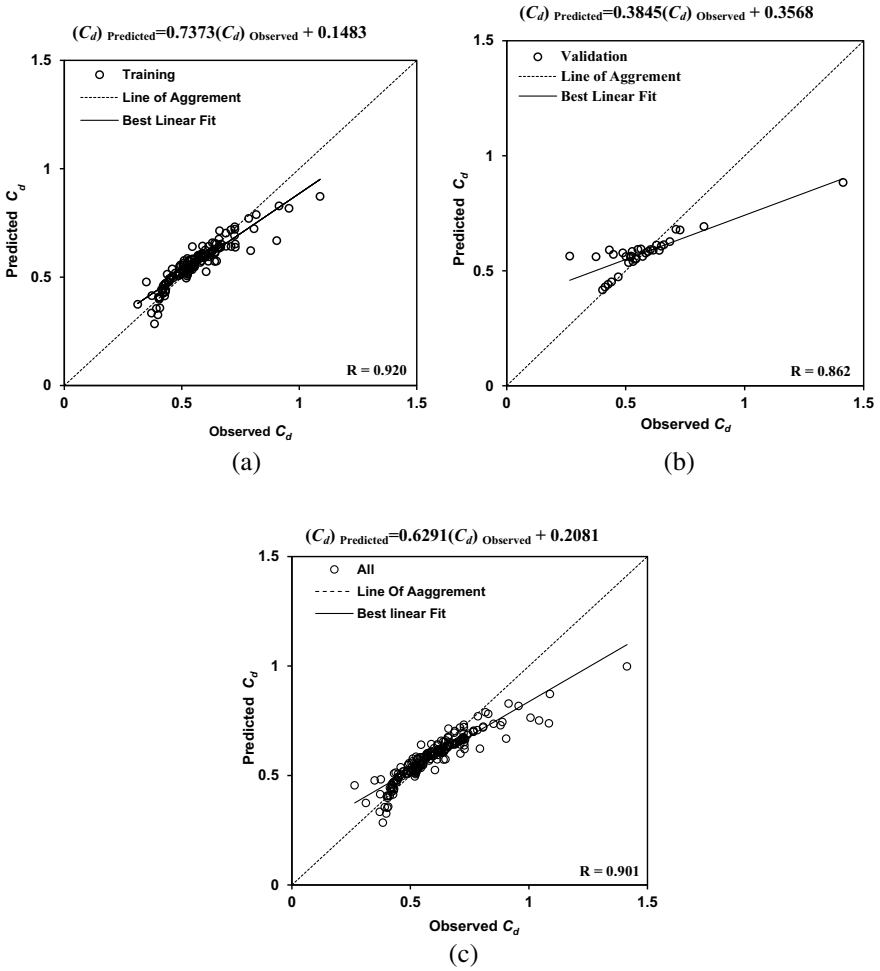 (Cd) Predicted=0.7373(Cd) Observed + 0.1483
1.5
Training
Line of Aggrement
Best Linear Fit
1
Predicted Cd
0.5
0
R = 0.920
0 0.5 1 1.5
Observed Cd
(a)
(Cd) Predicted=0.3845(Cd) Observed + 0.3568
1.5
Validation
Line of Aggrement
Best Linear Fit
1
Predicted Cd
0.5
0
R = 0.862
0 0.5 1 1.5
Observed Cd
(b)
(Cd) Predicted=0.6291(Cd) Observed + 0.2081
1.5
All
Line Of Aaggrement
Best linear Fit
1
Predicted Cd
0.5
0
R = 0.901
0 0.5 1 1.5
Observed Cd
(c)